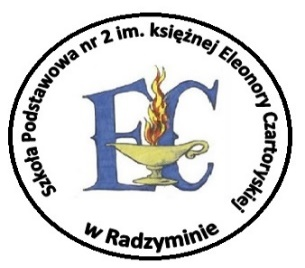 Szkoła Podstawowa nr 2 im. księżnej Eleonory Czartoryskiej
EC
w Radzyminie